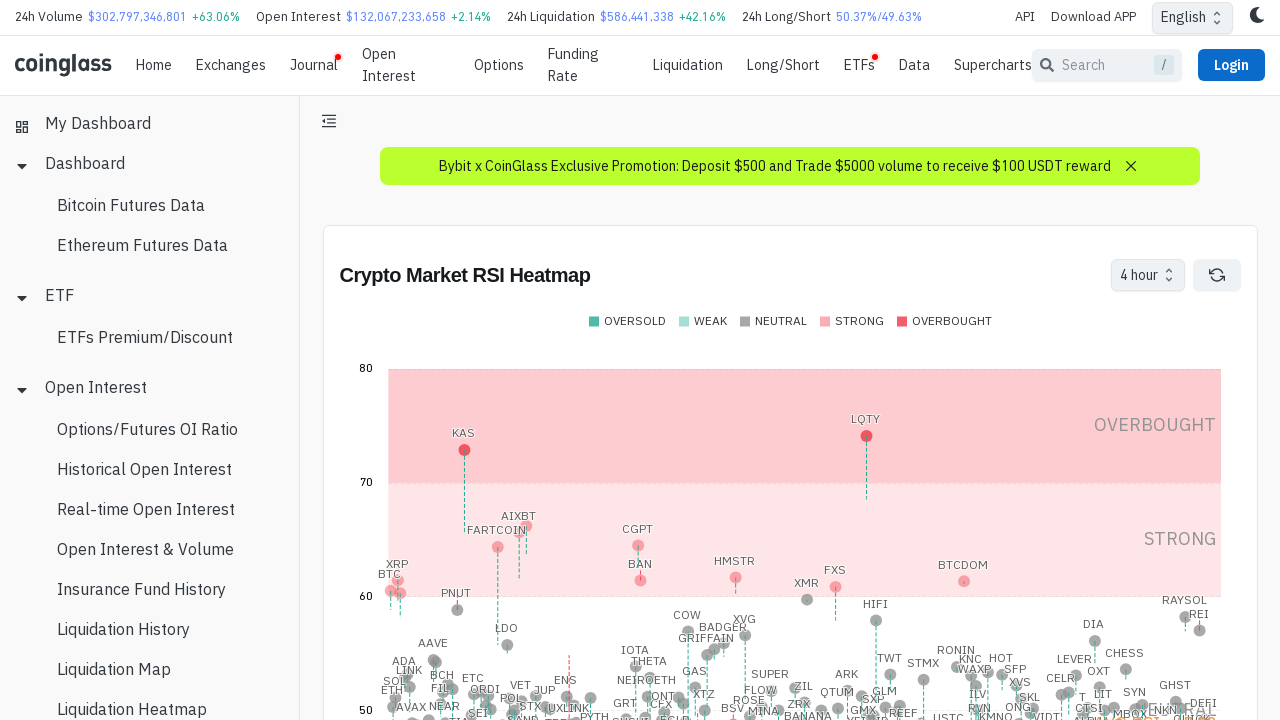 24h Volume $302,797,346,801 +63.06% Open Interest $132,067,233,658 +2.14% 24h Liquidation $586,441,338 +42.16% 24h Long/Short 50.37%/49.63% API Download APP English
coinglass Home Exchanges Journal Open Interest Options Funding Rate Liquidation Long/Short ETFs Data Supercharts Search / Login
My Dashboard
Dashboard
Bitcoin Futures Data
Ethereum Futures Data
ETF
ETFs Premium/Discount
Open Interest
Options/Futures OI Ratio
Historical Open Interest
Real-time Open Interest
Open Interest & Volume
Insurance Fund History
Liquidation History
Liquidation Map
Liquidation Heatmap
Bybit x CoinGlass Exclusive Promotion: Deposit $500 and Trade $5000 volume to receive $100 USDT reward
Crypto Market RSI Heatmap
4 hour
OVERSOLD WEAK NEUTRAL STRONG OVERBOUGHT
80
LQTY
OVERBOUGHT
KAS
70
AIXBT
FARTCOIN CGPT
STRONG
HMSTR
XRP BAN BTCDOM
FXS
BTC
XMR
PNUT
60
RAYSOL
HIFI
COW REI
XVG
DIA
LDO BADGER
GRIFFAIN
AAVE
IOTA RONIN
CHESS
TWT KNC HOT LEVER
ADA THETA STMX
LINK WAXP SFP
BCH GAS SUPER ARK OXT
SOL ETC NEIROETH CELR
ENS XVS
VET ZIL GHST
ETH FIL ORDI JUP FLOW QTUM GLM ILV LIT SYN
POL ONT XTZ SXP SKL T
GRT CFX ROSE ZRX DEFI
AVAX NEAR STX MINA GMX RVN ONG CTSI
BSV
50
SEI PYTH BANANA REEF USTC KMNO